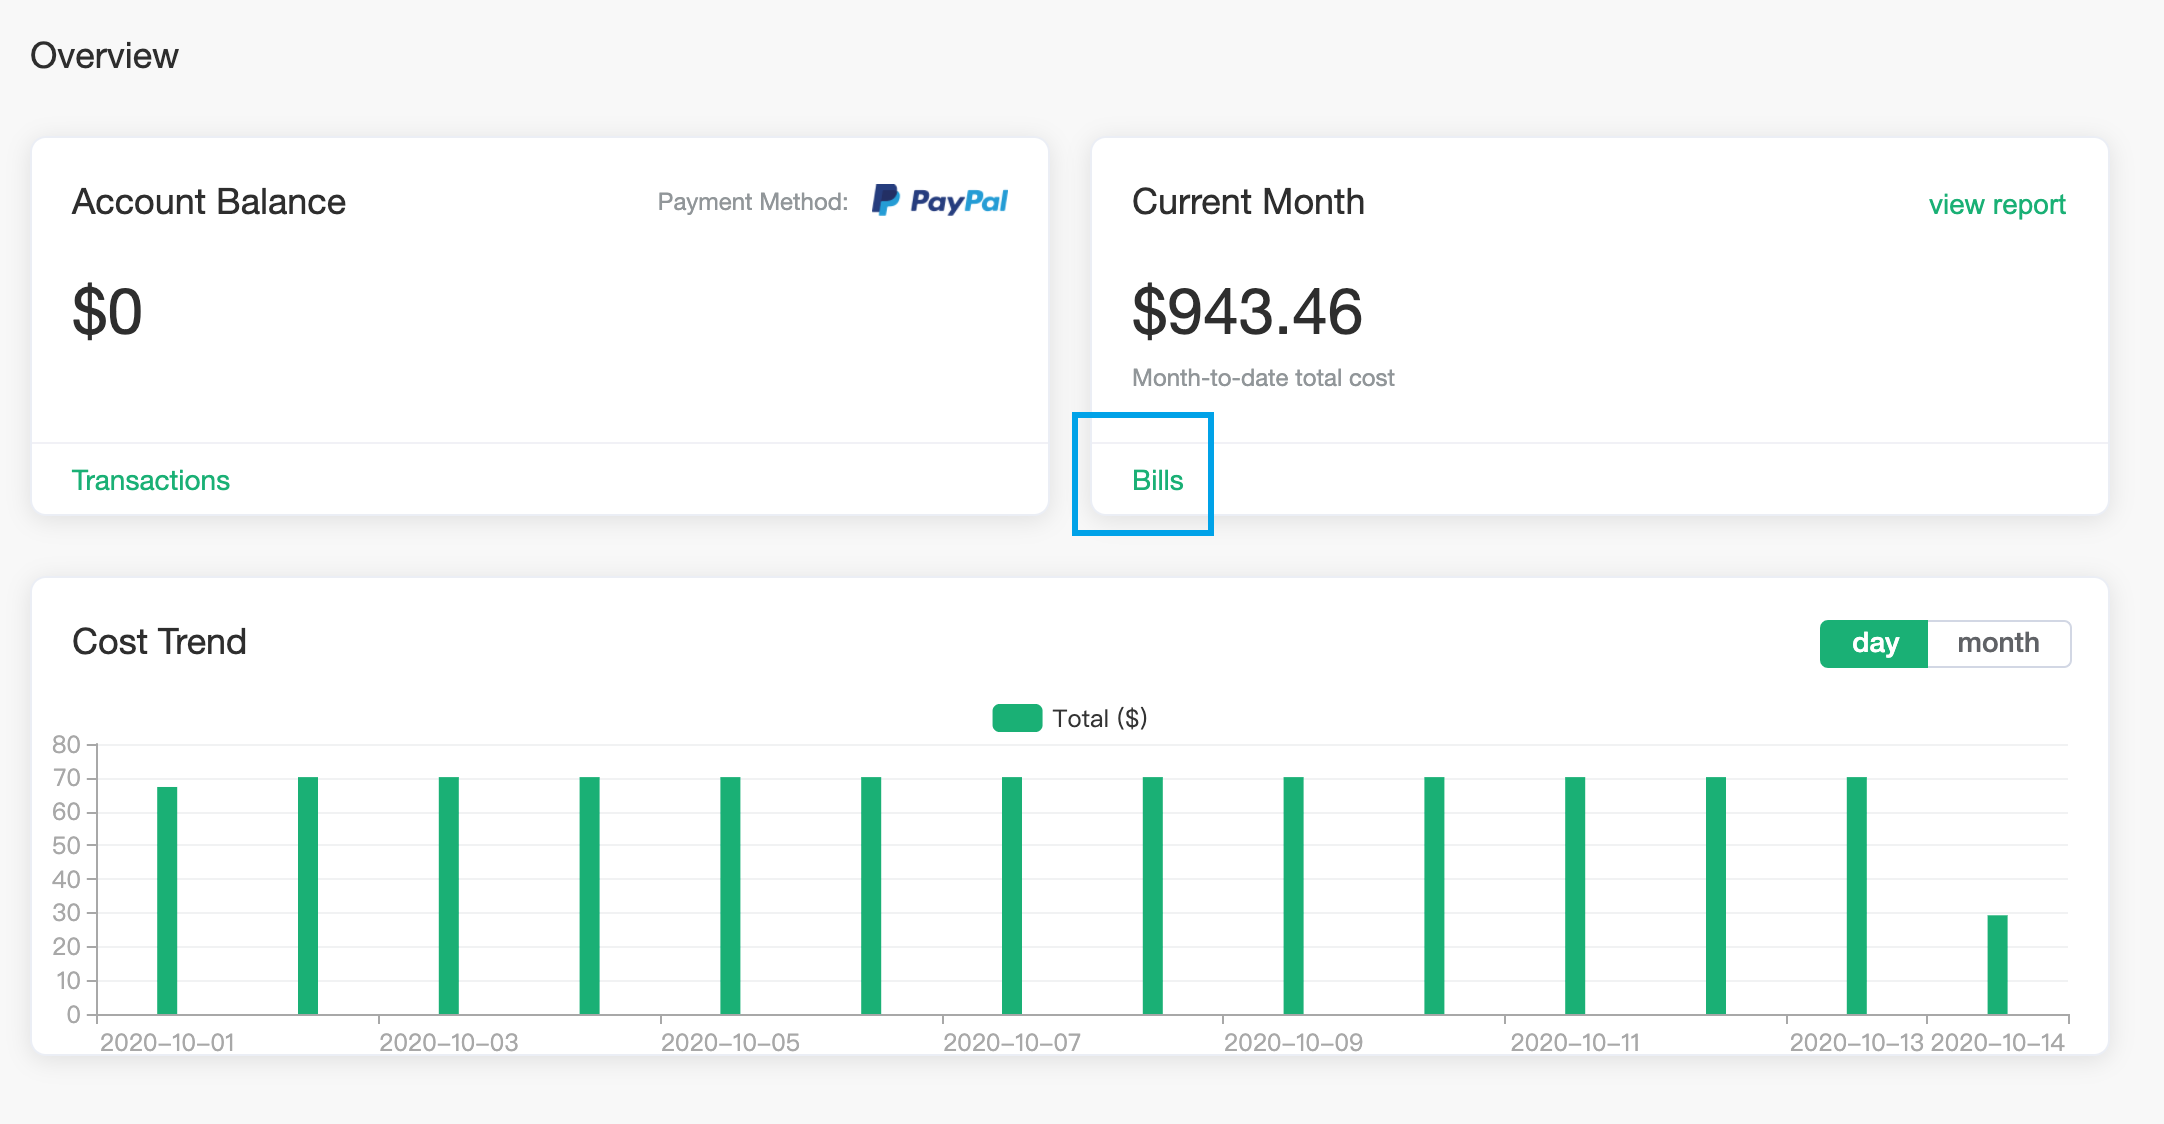 Overview
Account Balance
Payment Method: PayPal
$0
Transactions
Current Month
view report
$943.46
Month-to-date total cost
Bills
Cost Trend
day month
Total ($)
80
70
60
50
40
30
20
10
0
2020-10-01 2020-10-03 2020-10-05 2020-10-07 2020-10-09 2020-10-11 2020-10-13 2020-10-14